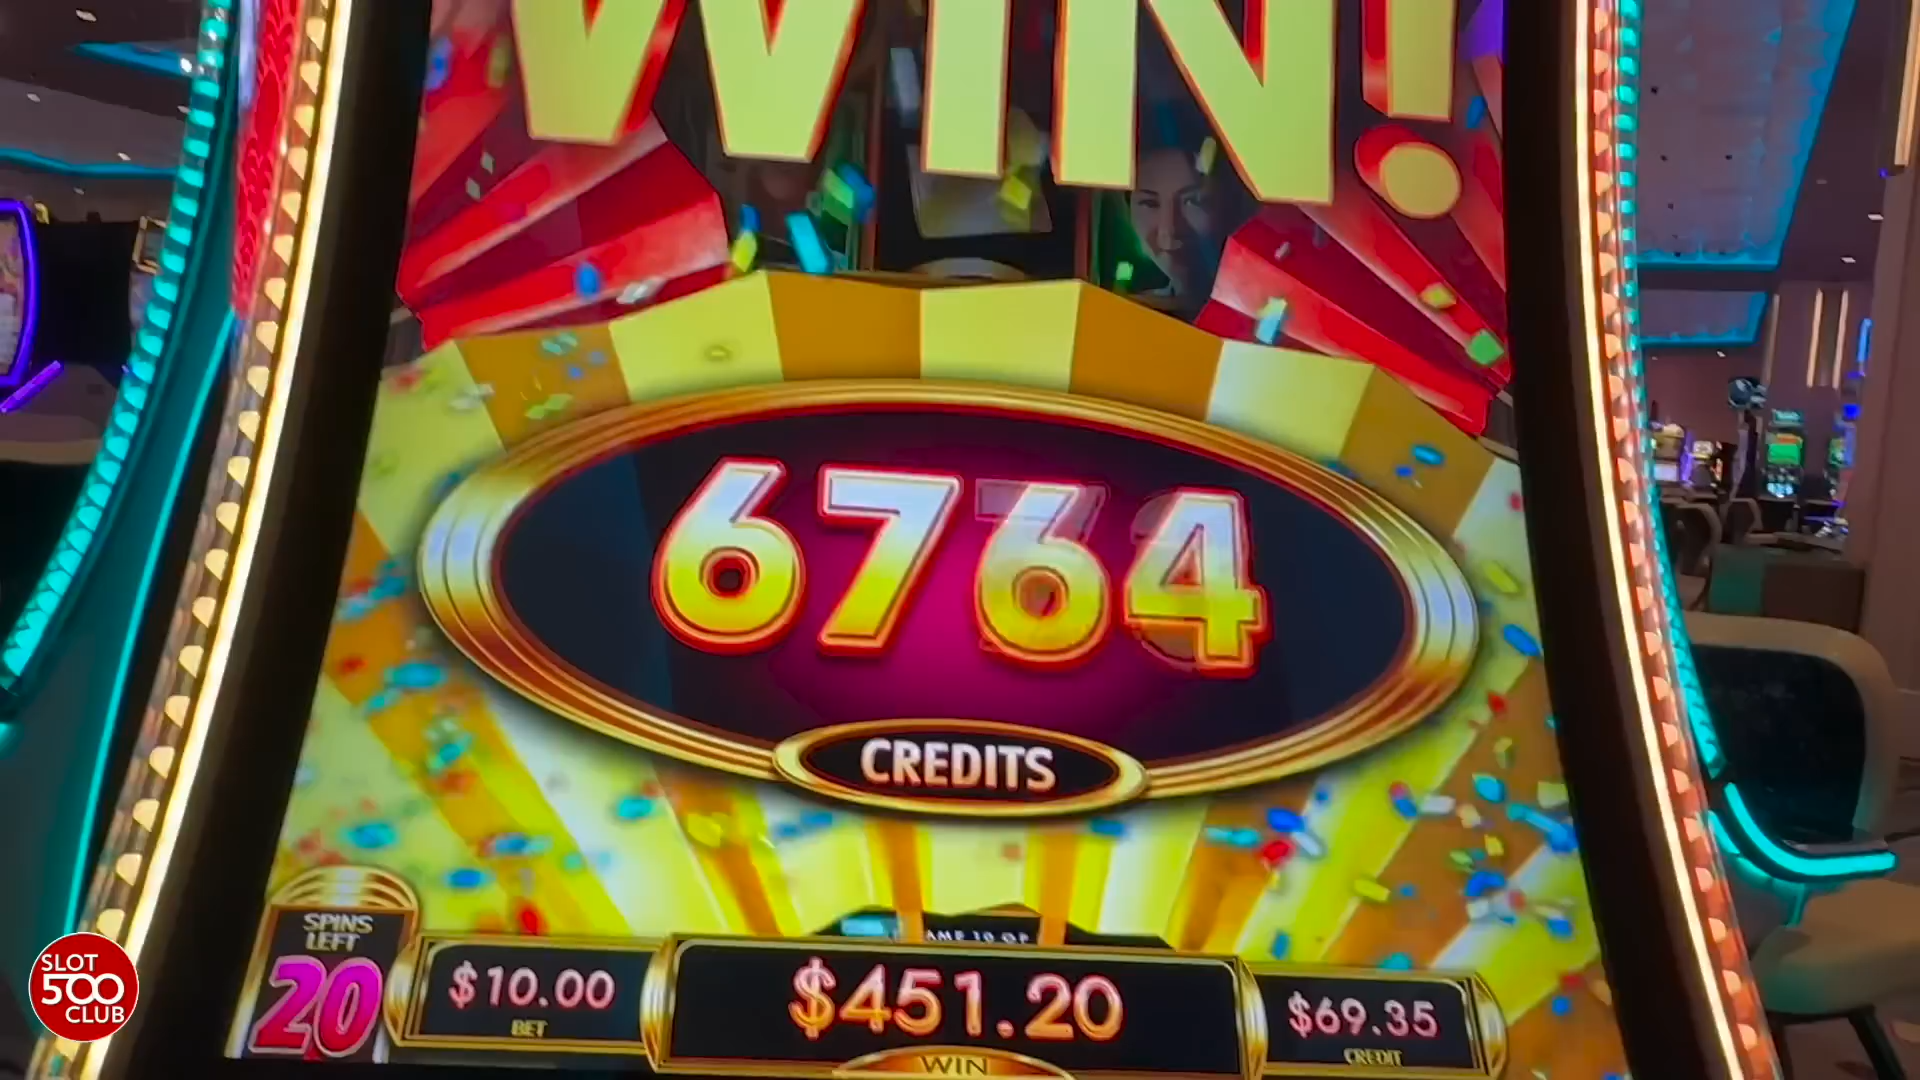 WIN!
6764
CREDITS
SPINS
LEFT
20
$10.00
BET
$451.20
WIN
$69.35
CREDIT
SLOT
500
CLUB